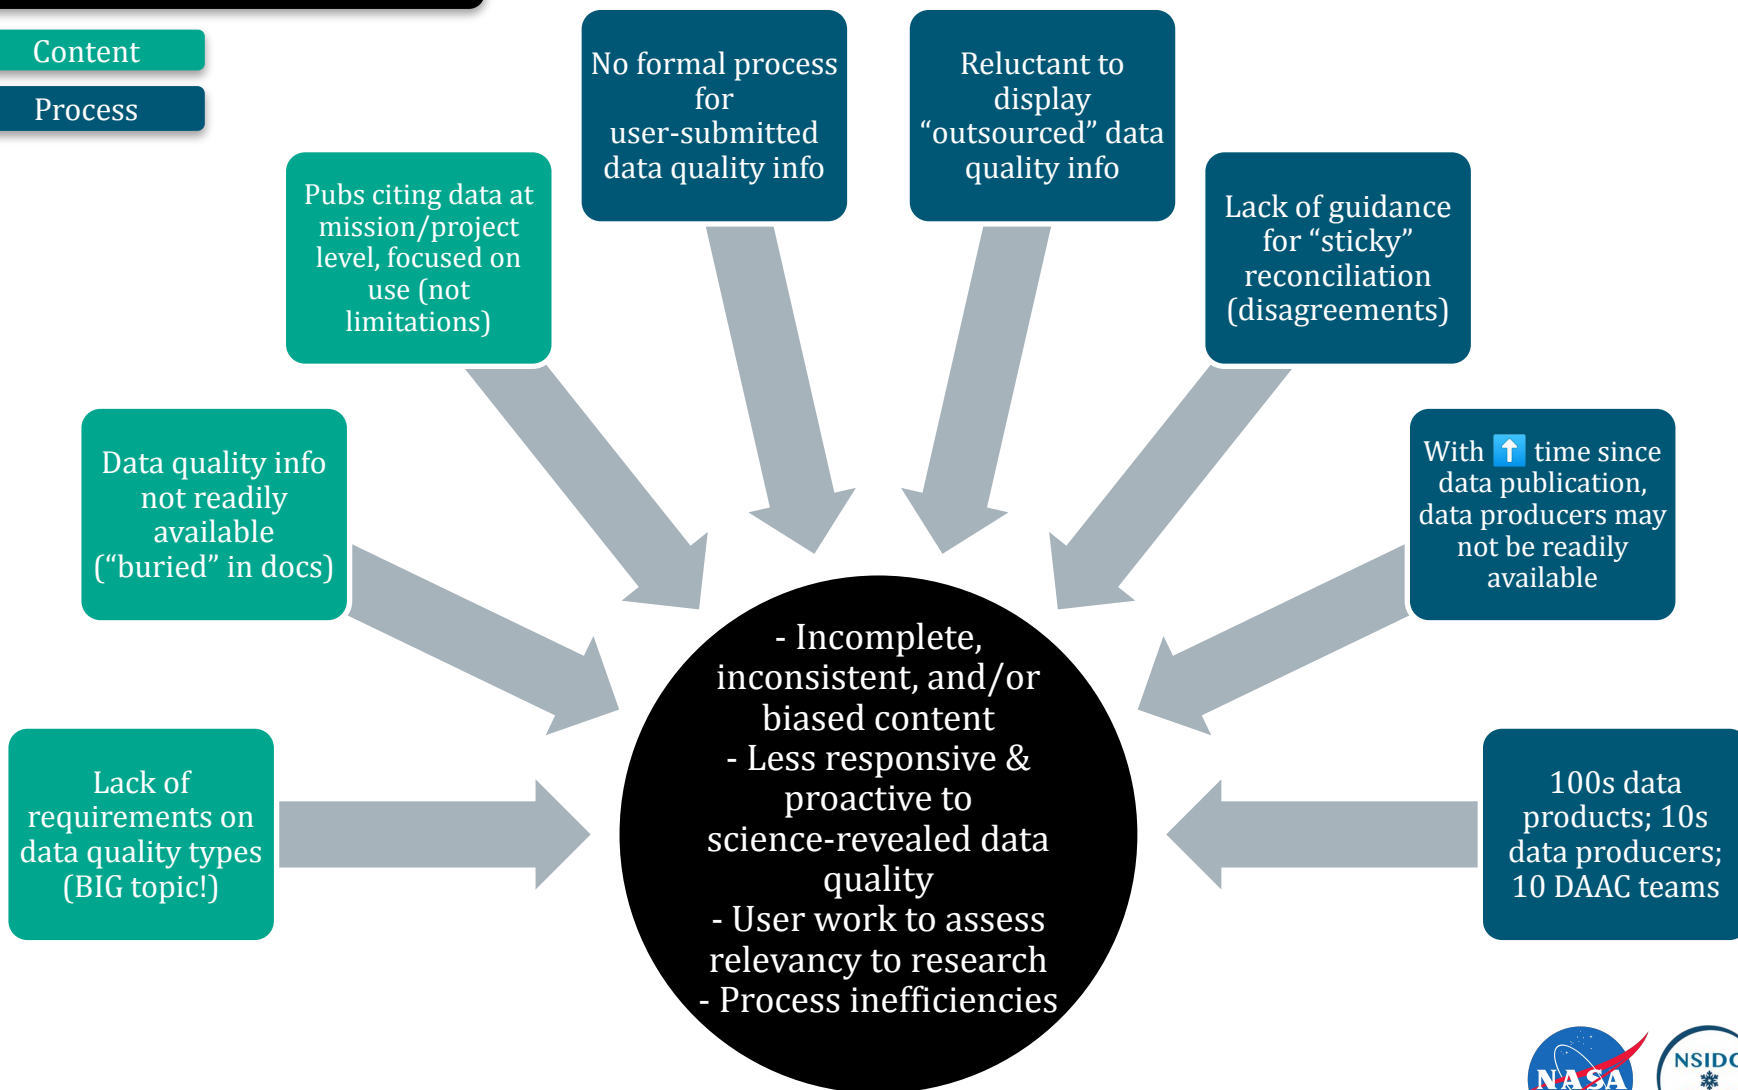 Content
Process
No formal process
for
user-submitted
data quality info
Reluctant to
display
“outsourced” data
quality info
Pubs citing data at
mission/project
level, focused on
use (not
limitations)
Lack of guidance
for “sticky”
reconciliation
(disagreements)
Data quality info
not readily
available
(“buried” in docs)
With ⬆️ time since
data publication,
data producers may
not be readily
available
Lack of
requirements on
data quality types
(BIG topic!)
- Incomplete,
inconsistent, and/or
biased content
- Less responsive &
proactive to
science-revealed data
quality
- User work to assess
relevancy to research
- Process inefficiencies
100s data
products; 10s
data producers;
10 DAAC teams
NASA
NSIDC